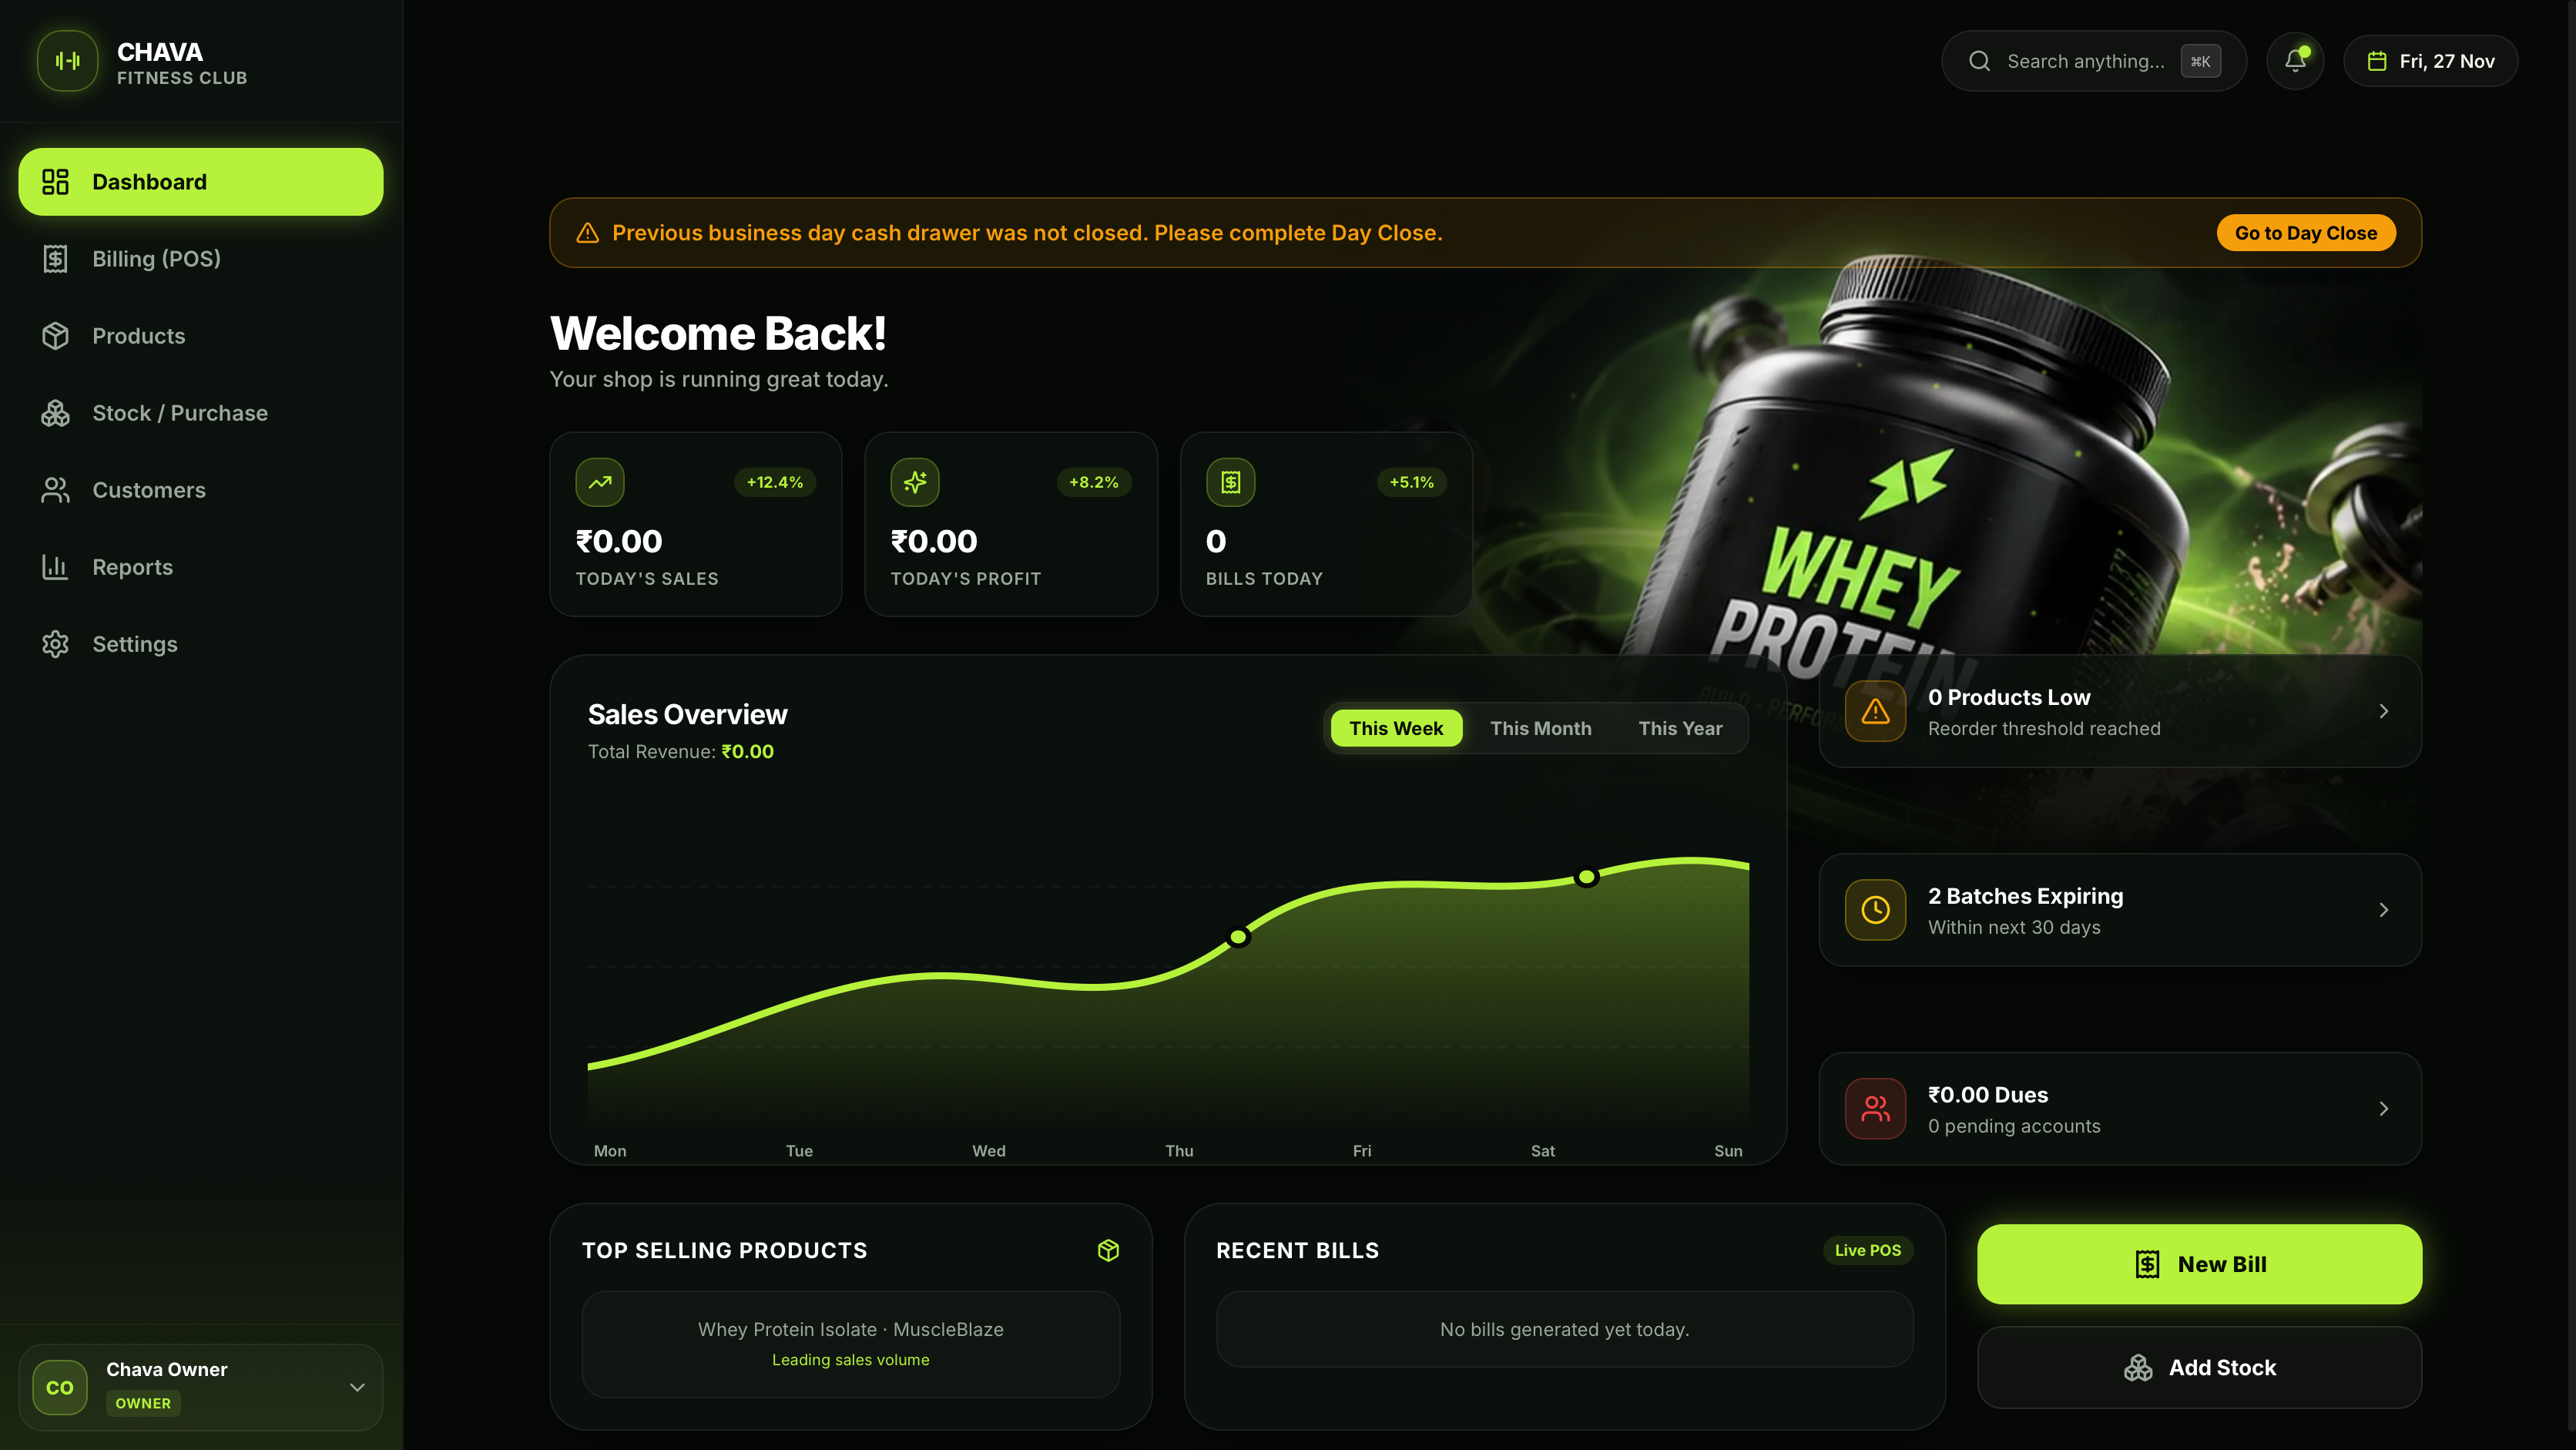 CHAVA
FITNESS CLUB
Search anything... ⌘K
Fri, 27 Nov
Dashboard
Billing (POS)
Products
Stock / Purchase
Customers
Reports
Settings
Chava Owner
CO
OWNER
Previous business day cash drawer was not closed. Please complete Day Close.
Go to Day Close
Welcome Back!
Your shop is running great today.
+12.4%
₹0.00
TODAY'S SALES
+8.2%
₹0.00
TODAY'S PROFIT
+5.1%
0
BILLS TODAY
WHEY
PROTEIN
Sales Overview
Total Revenue: ₹0.00
This Week
This Month
This Year
Mon
Tue
Wed
Thu
Fri
Sat
Sun
0 Products Low
Reorder threshold reached
2 Batches Expiring
Within next 30 days
₹0.00 Dues
0 pending accounts
TOP SELLING PRODUCTS
Whey Protein Isolate · MuscleBlaze
Leading sales volume
RECENT BILLS
Live POS
No bills generated yet today.
New Bill
Add Stock